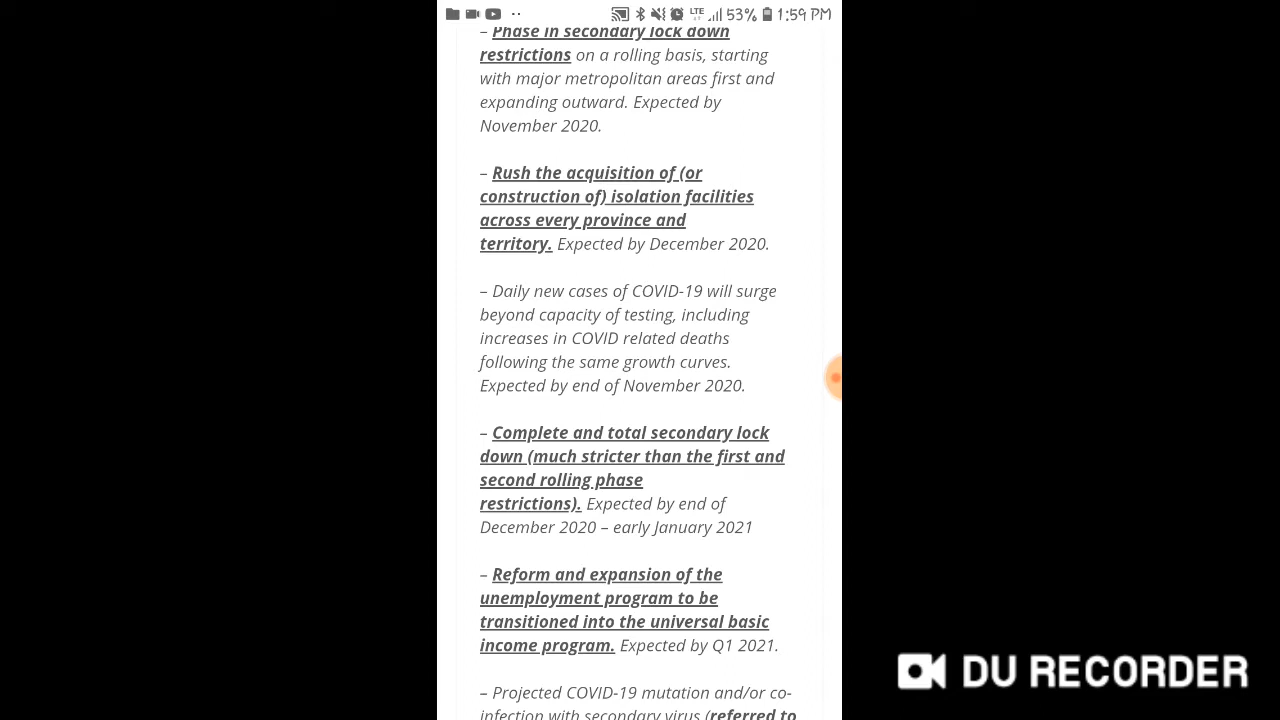 LTE 53% 1:59 PM
– Phase in secondary lock down
restrictions on a rolling basis, starting
with major metropolitan areas first and
expanding outward. Expected by
November 2020.
– Rush the acquisition of (or
construction of) isolation facilities
across every province and
territory. Expected by December 2020.
– Daily new cases of COVID-19 will surge
beyond capacity of testing, including
increases in COVID related deaths
following the same growth curves.
Expected by end of November 2020.
– Complete and total secondary lock
down (much stricter than the first and
second rolling phase
restrictions). Expected by end of
December 2020 – early January 2021
– Reform and expansion of the
unemployment program to be
transitioned into the universal basic
income program. Expected by Q1 2021.
– Projected COVID-19 mutation and/or co-
infection with secondary virus (referred to
DU RECORDER